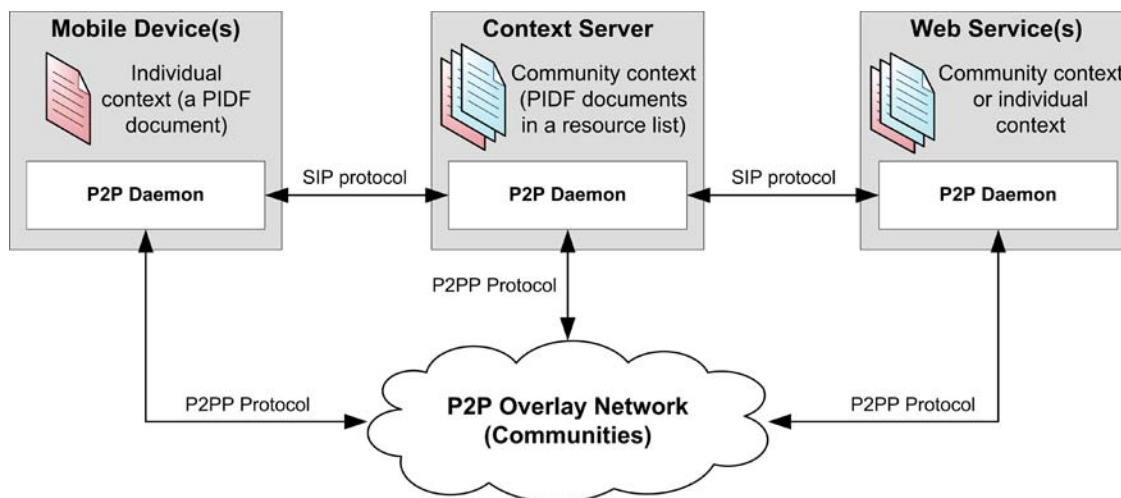 Mobile Device(s)
Individual
context (a PIDF
document)
P2P Daemon
SIP protocol
Context Server
Community context
(PIDF documents
in a resource list)
P2P Daemon
SIP protocol
Web Service(s)
Community context
or individual
context
P2P Daemon
P2PP Protocol
P2PP Protocol
P2PP Protocol
P2P Overlay Network
(Communities)